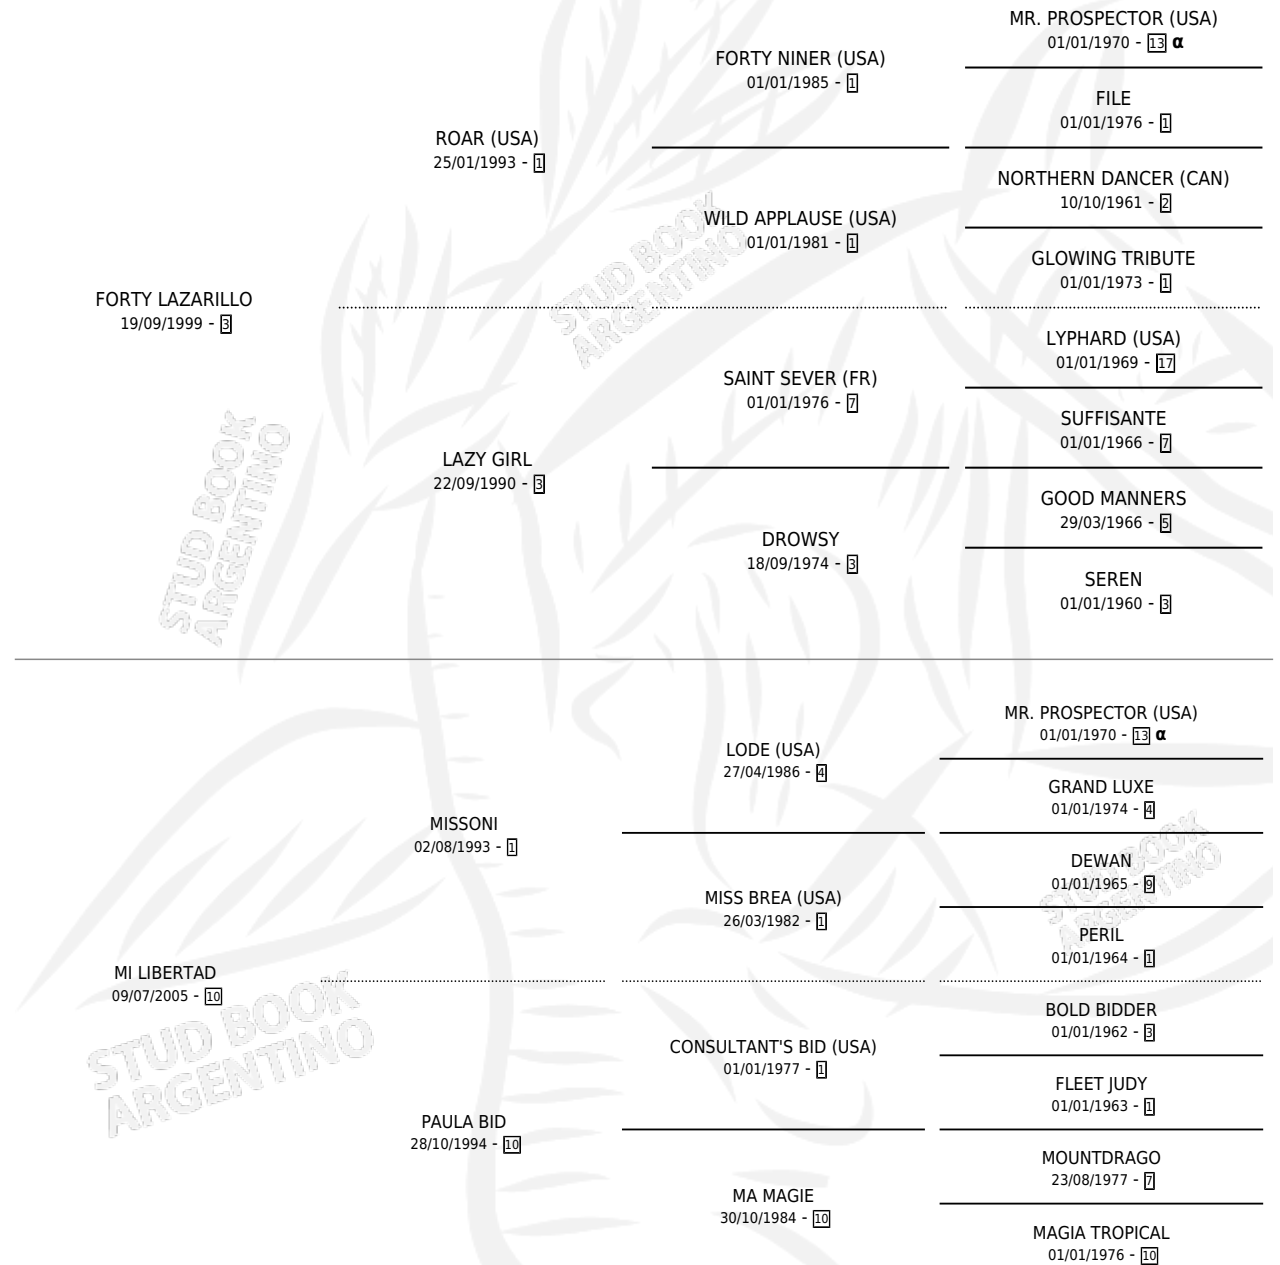 MR. PROSPECTOR (USA)
01/01/1970 - 13 α
FORTY NINER (USA)
01/01/1985 - 1
FILE
01/01/1976 - 1
ROAR (USA)
25/01/1993 - 1
NORTHERN DANCER (CAN)
10/10/1961 - 2
WILD APPLAUSE (USA)
01/01/1981 - 1
GLOWING TRIBUTE
01/01/1973 - 1
FORTY LAZARILLO
19/09/1999 - 3
LYPHARD (USA)
01/01/1969 - 17
SAINT SEVER (FR)
01/01/1976 - 7
SUFFISANTE
01/01/1966 - 7
LAZY GIRL
22/09/1990 - 3
GOOD MANNERS
29/03/1966 - 5
DROWSY
18/09/1974 - 3
SEREN
01/01/1960 - 3
MR. PROSPECTOR (USA)
01/01/1970 - 13 α
LODE (USA)
27/04/1986 - 4
GRAND LUXE
01/01/1974 - 4
MISSONI
02/08/1993 - 1
DEWAN
01/01/1965 - 9
MISS BREA (USA)
26/03/1982 - 1
PERIL
01/01/1964 - 1
MI LIBERTAD
09/07/2005 - 10
BOLD BIDDER
01/01/1962 - 3
CONSULTANT'S BID (USA)
01/01/1977 - 1
FLEET JUDY
01/01/1963 - 1
PAULA BID
28/10/1994 - 10
MOUNTDRAGO
23/08/1977 - 7
MA MAGIE
30/10/1984 - 10
MAGIA TROPICAL
01/01/1976 - 10
STUD BOOK
ARGENTINO
STUD BOOK
ARGENTINO
STUD BOOK
ARGENTINO
STUD BOOK
ARGENTINO